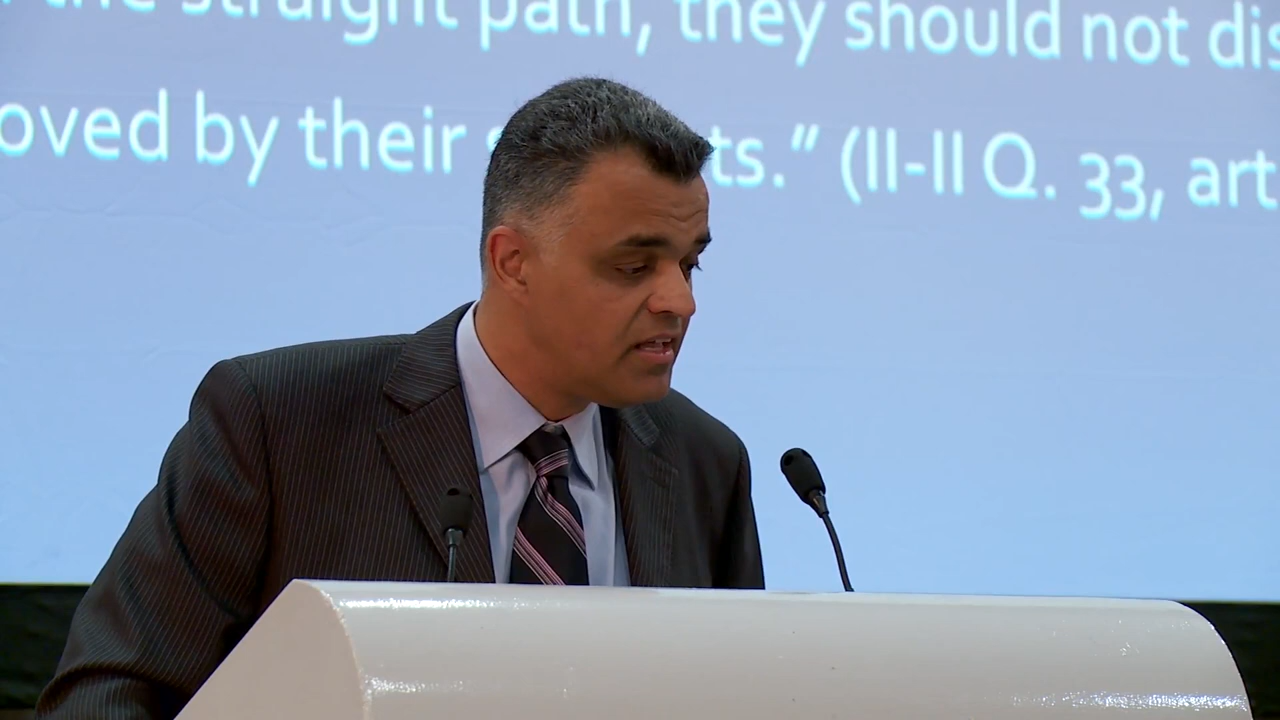 the straight path, they should not dis
oved by their ts.” (II-II Q. 33, art